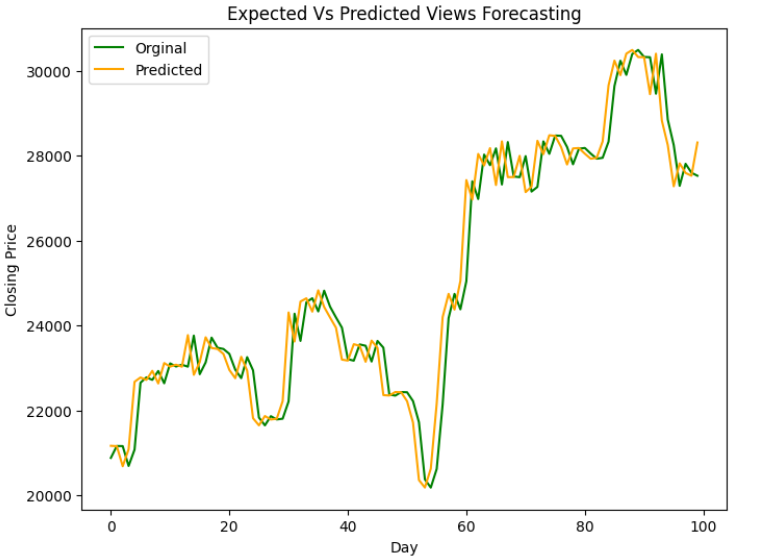 Expected Vs Predicted Views Forecasting
Orginal
Predicted
30000
28000
26000
24000
22000
20000
Closing Price
0 20 40 60 80 100
Day